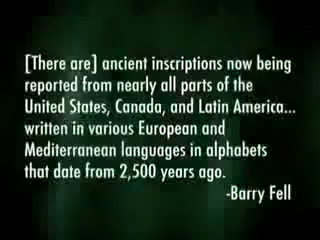 [There are] ancient inscriptions now being
reported from nearly all parts of the
United States, Canada, and Latin America...
written in various European and
Mediterranean languages in alphabets
that date from 2,500 years ago.
-Barry Fell